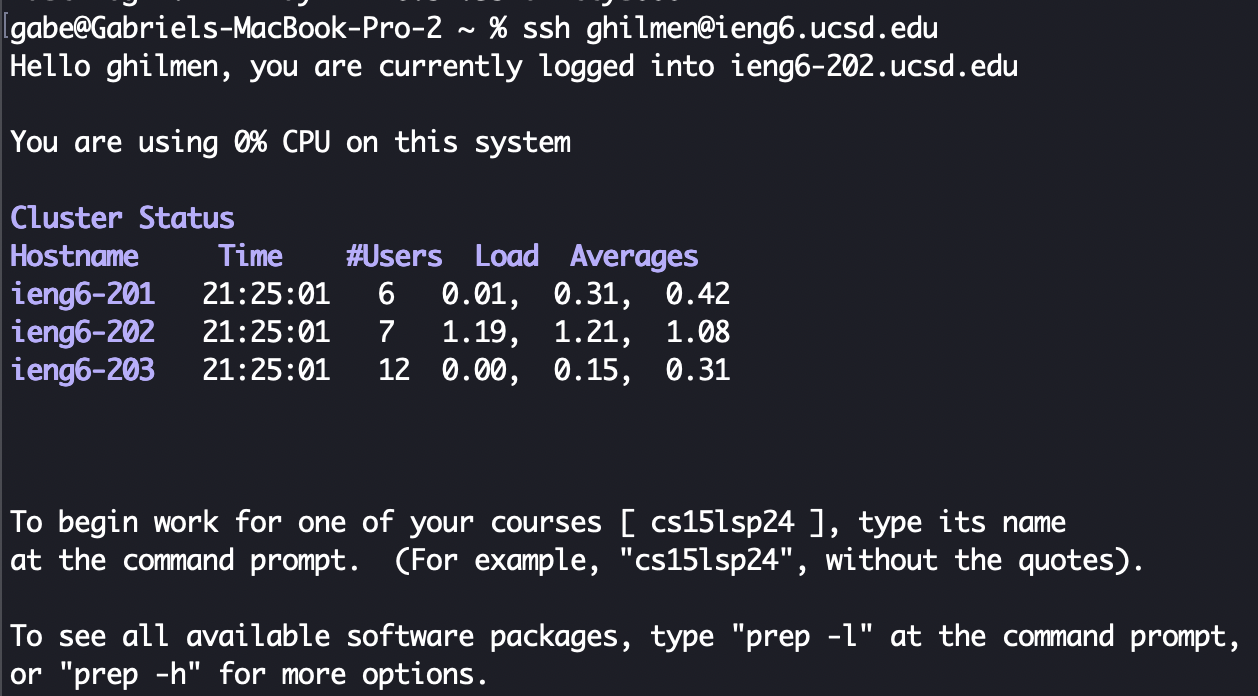 [gabe@Gabriels-MacBook-Pro-2 ~ % ssh ghilmen@ieng6.ucsd.edu
Hello ghilmen, you are currently logged into ieng6-202.ucsd.edu
You are using 0% CPU on this system
Cluster Status
Hostname     Time    #Users  Load  Averages
ieng6-201   21:25:01   6   0.01,  0.31,  0.42
ieng6-202   21:25:01   7   1.19,  1.21,  1.08
ieng6-203   21:25:01   12  0.00,  0.15,  0.31
To begin work for one of your courses [ cs15lsp24 ], type its name
at the command prompt.  (For example, "cs15lsp24", without the quotes).
To see all available software packages, type "prep -l" at the command prompt,
or "prep -h" for more options.